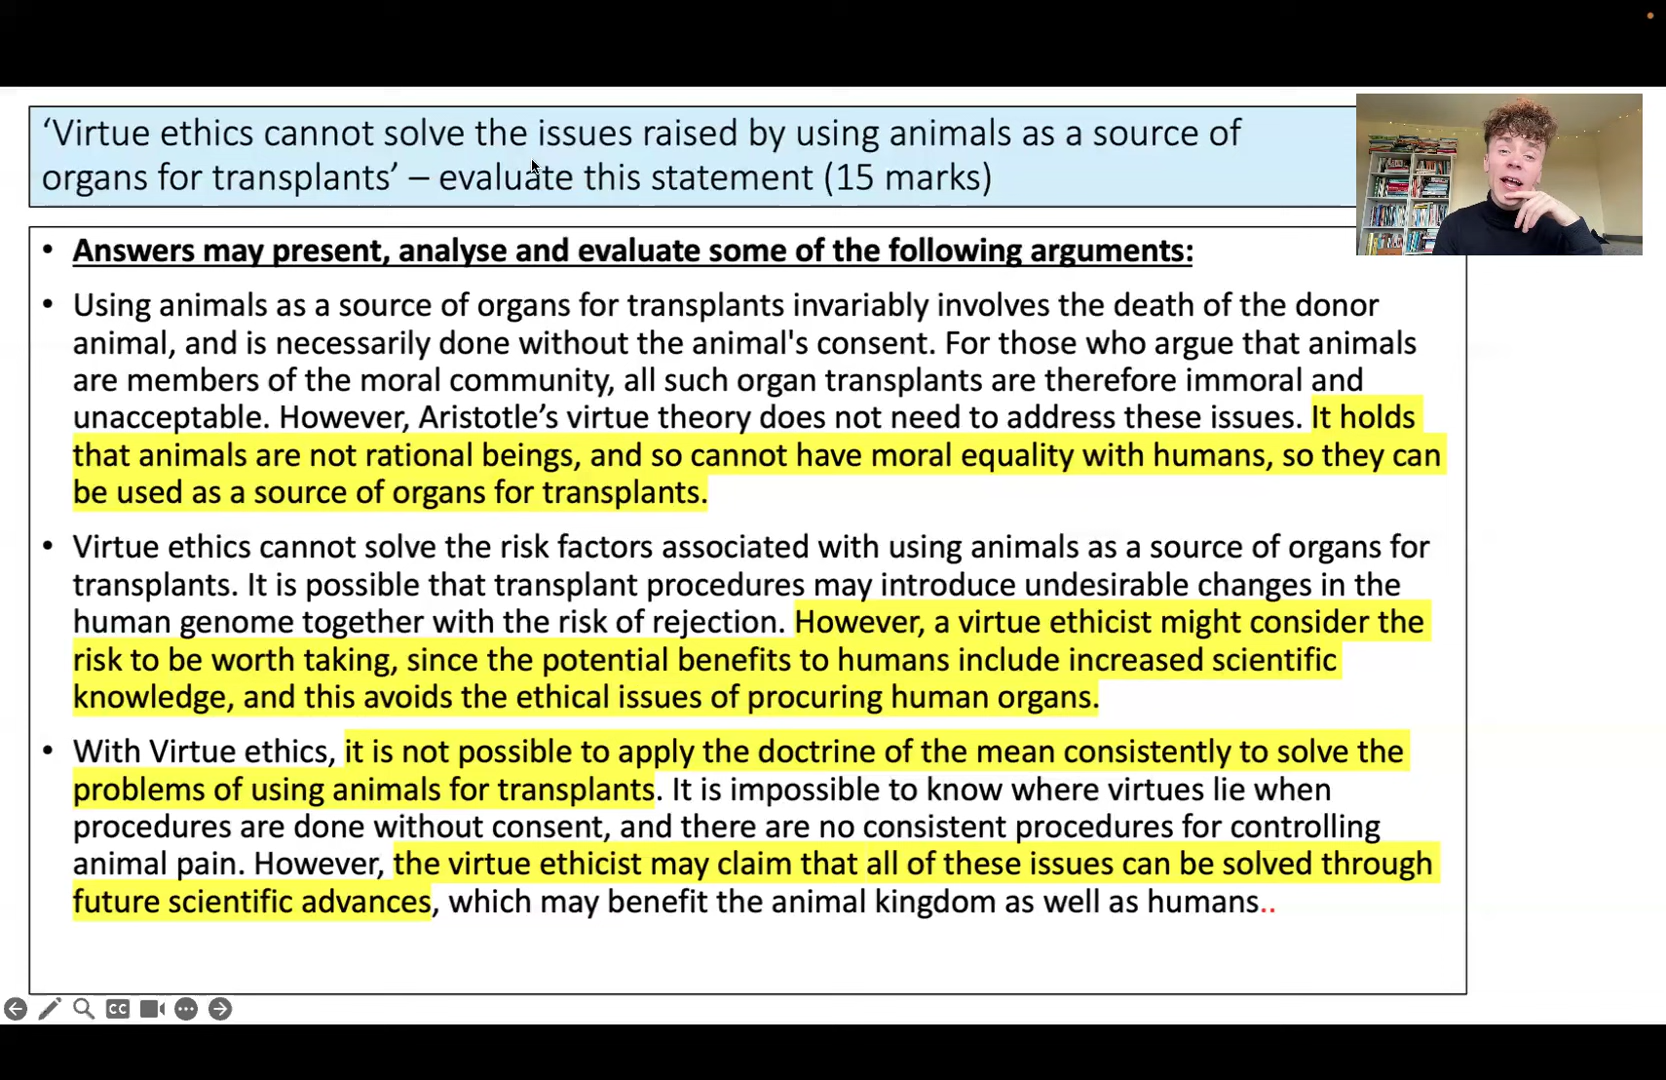 ‘Virtue ethics cannot solve the issues raised by using animals as a source of
organs for transplants’ – evaluate this statement (15 marks)
• Answers may present, analyse and evaluate some of the following arguments:
• Using animals as a source of organs for transplants invariably involves the death of the donor
animal, and is necessarily done without the animal's consent. For those who argue that animals
are members of the moral community, all such organ transplants are therefore immoral and
unacceptable. However, Aristotle’s virtue theory does not need to address these issues. It holds
that animals are not rational beings, and so cannot have moral equality with humans, so they can
be used as a source of organs for transplants.
• Virtue ethics cannot solve the risk factors associated with using animals as a source of organs for
transplants. It is possible that transplant procedures may introduce undesirable changes in the
human genome together with the risk of rejection. However, a virtue ethicist might consider the
risk to be worth taking, since the potential benefits to humans include increased scientific
knowledge, and this avoids the ethical issues of procuring human organs.
• With Virtue ethics, it is not possible to apply the doctrine of the mean consistently to solve the
problems of using animals for transplants. It is impossible to know where virtues lie when
procedures are done without consent, and there are no consistent procedures for controlling
animal pain. However, the virtue ethicist may claim that all of these issues can be solved through
future scientific advances, which may benefit the animal kingdom as well as humans..
CC